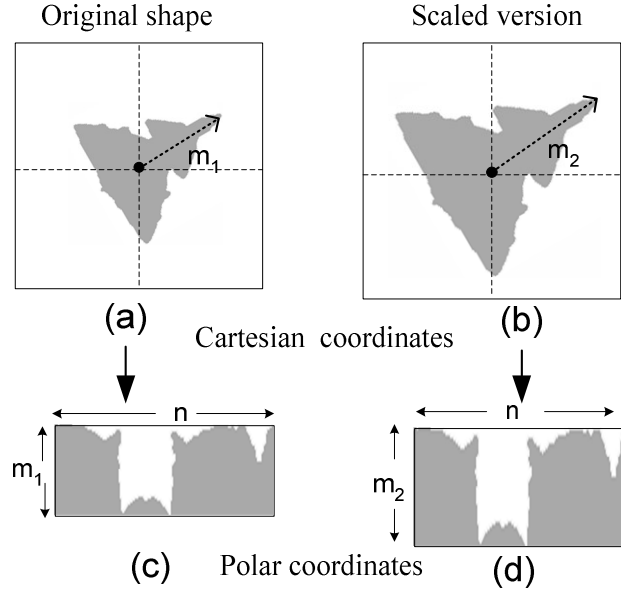 Original shape
Scaled version
m1
m2
(a)
(b)
Cartesian coordinates
n
n
m1
m2
(c)
Polar coordinates
(d)